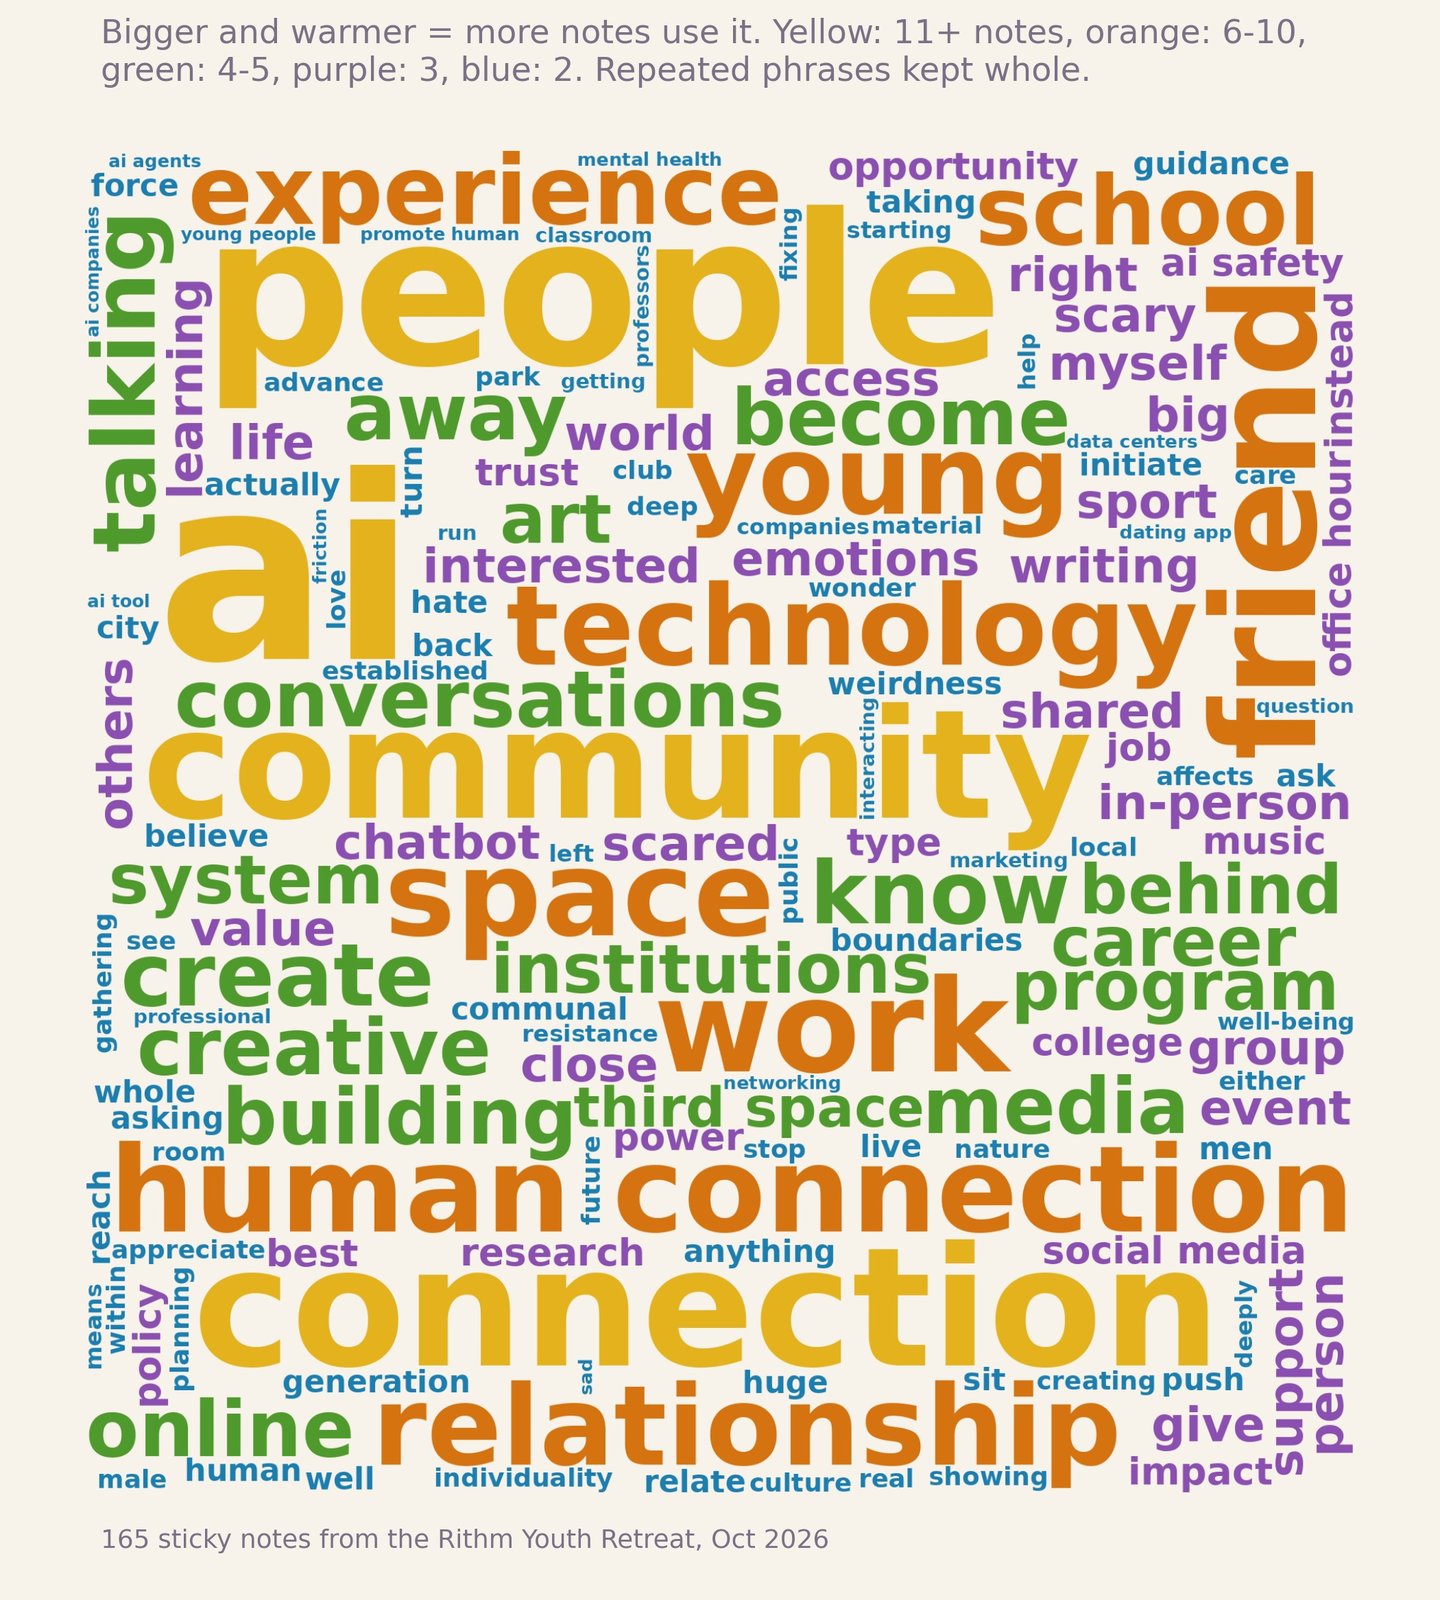 Bigger and warmer = more notes use it. Yellow: 11+ notes, orange: 6-10,
green: 4-5, purple: 3, blue: 2. Repeated phrases kept whole.
ai agents
mental health
opportunity
guidance
force
experience
taking
school
ai companies
talking
young people
promote human
classroom
professors
fixing
starting
people
right
ai safety
learning
scary
friend
instead
help
myself
advance
park
getting
access
away
become
big
life
world
data centers
actually
turn
trust
club
young
initiate
care
office hour
ai
art
deep
sport
run
companies
material
dating app
friction
love
interested
emotions
writing
wonder
ai tool
city
hate
technology
back
established
others
conversations
weirdness
shared
question
community
interacting
job
affects
ask
in-person
believe
chatbot
left
scared
public
type
marketing
local
music
system
space
know
behind
gathering
see
value
boundaries
career
create
institutions
program
professional
communal
work
well-being
creative
resistance
close
college
group
whole
networking
either
asking
building
third space
media
event
power
room
future
stop
live
nature
men
reach
human connection
appreciate
best
research
anything
social media
means
within
policy
planning
connection
deeply
support
person
generation
sad
huge
sit
creating
push
online
relationship
give
male
human
well
individuality
relate
culture
real
showing
impact
165 sticky notes from the Rithm Youth Retreat, Oct 2026